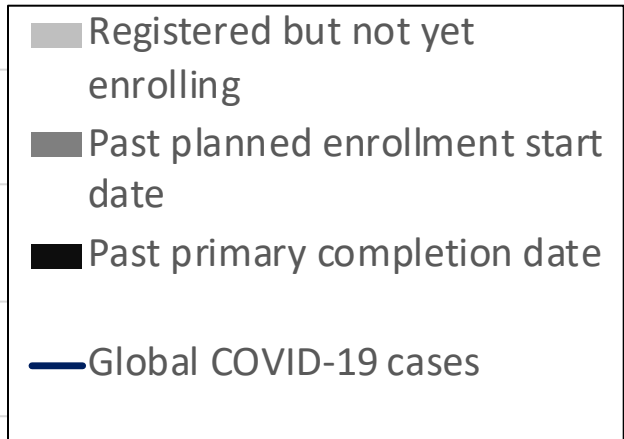 Registered but not yet
enrolling
Past planned enrollment start
date
Past primary completion date
Global COVID-19 cases